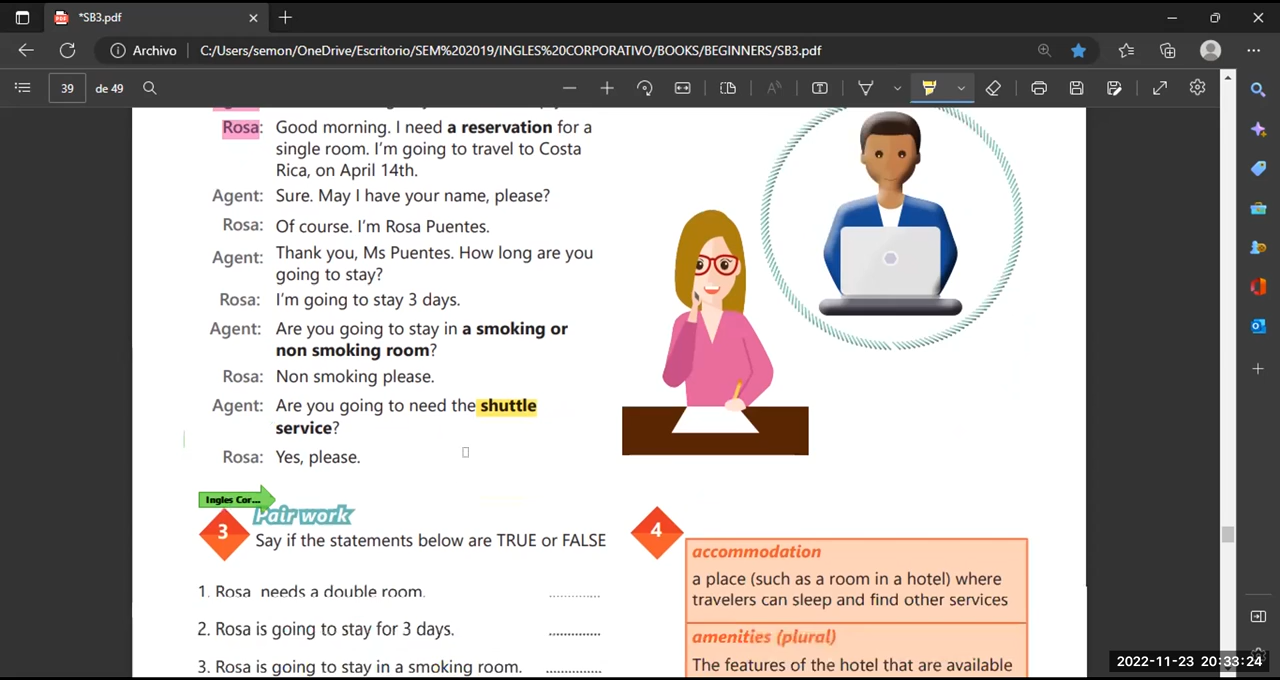 *SB3.pdf
Archivo
C:/Users/semon/OneDrive/Escritorio/SEM%202019/INGLES%20CORPORATIVO/BOOKS/BEGINNERS/SB3.pdf
39 de 49
Rosa: Good morning. I need a reservation for a
single room. I'm going to travel to Costa
Rica, on April 14th.
Agent: Sure. May I have your name, please?
Rosa: Of course. I'm Rosa Puentes.
Agent: Thank you, Ms Puentes. How long are you
going to stay?
Rosa: I'm going to stay 3 days.
Agent: Are you going to stay in a smoking or
non smoking room?
Rosa: Non smoking please.
Agent: Are you going to need the shuttle
service?
Rosa: Yes, please.
Ingles Cor...
3 Pair work
Say if the statements below are TRUE or FALSE
1. Rosa needs a double room. .............
2. Rosa is going to stay for 3 days. .............
3. Rosa is going to stay in a smoking room. .............
4
accommodation
a place (such as a room in a hotel) where
travelers can sleep and find other services
amenities (plural)
The features of the hotel that are available
2022-11-23 20:33:24